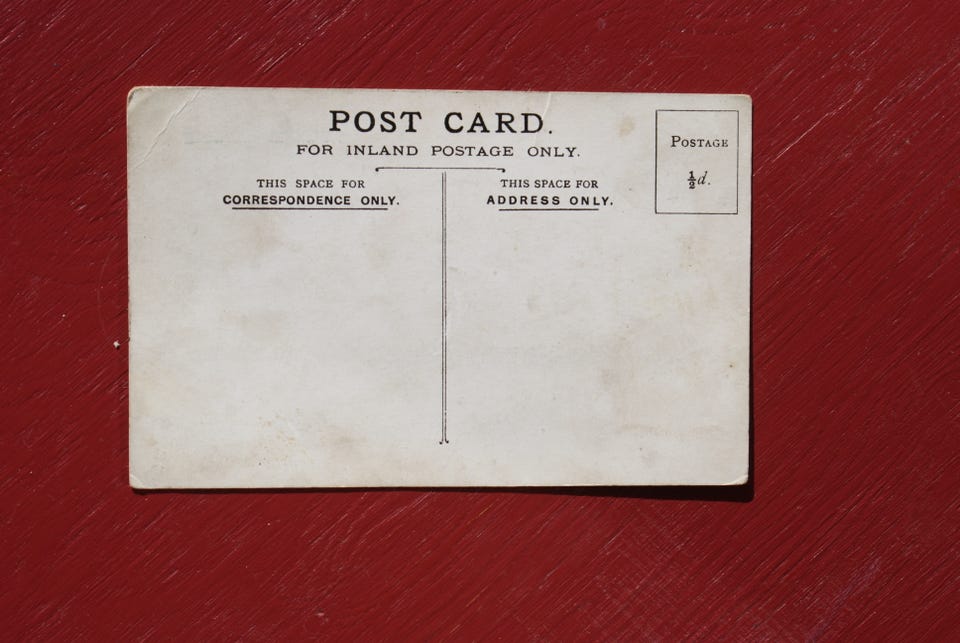 POST CARD.
FOR INLAND POSTAGE ONLY.
THIS SPACE FOR
CORRESPONDENCE ONLY.
THIS SPACE FOR
ADDRESS ONLY.
POSTAGE
½d.